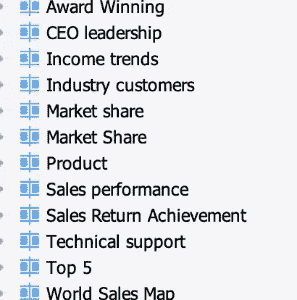 Award Winning
CEO leadership
Income trends
Industry customers
Market share
Market Share
Product
Sales performance
Sales Return Achievement
Technical support
Top 5
World Sales Map